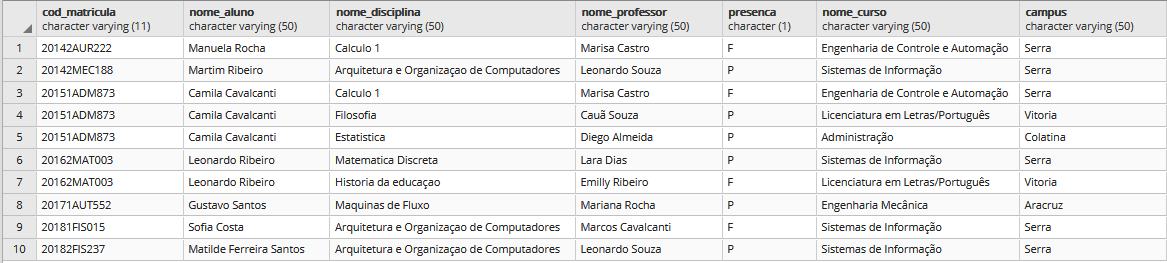 cod_matricula nome_aluno nome_disciplina nome_professor presenca nome_curso campus
character varying (11) character varying (50) character varying (50) character varying (50) character (1) character varying (50) character varying (50)
1 20142AUR222 Manuela Rocha Calculo 1 Marisa Castro F Engenharia de Controle e Automação Serra
2 20142MEC188 Martim Ribeiro Arquitetura e Organizaçao de Computadores Leonardo Souza P Sistemas de Informação Serra
3 20151ADM873 Camila Cavalcanti Calculo 1 Marisa Castro F Engenharia de Controle e Automação Serra
4 20151ADM873 Camila Cavalcanti Filosofia Cauã Souza P Licenciatura em Letras/Português Vitoria
5 20151ADM873 Camila Cavalcanti Estatistica Diego Almeida P Administração Colatina
6 20162MAT003 Leonardo Ribeiro Matematica Discreta Lara Dias P Sistemas de Informação Serra
7 20162MAT003 Leonardo Ribeiro Historia da educaçao Emilly Ribeiro F Licenciatura em Letras/Português Vitoria
8 20171AUT552 Gustavo Santos Maquinas de Fluxo Mariana Rocha P Engenharia Mecânica Aracruz
9 20181FIS015 Sofia Costa Arquitetura e Organizaçao de Computadores Marcos Cavalcanti F Sistemas de Informação Serra
10 20182FIS237 Matilde Ferreira Santos Arquitetura e Organizaçao de Computadores Leonardo Souza P Sistemas de Informação Serra